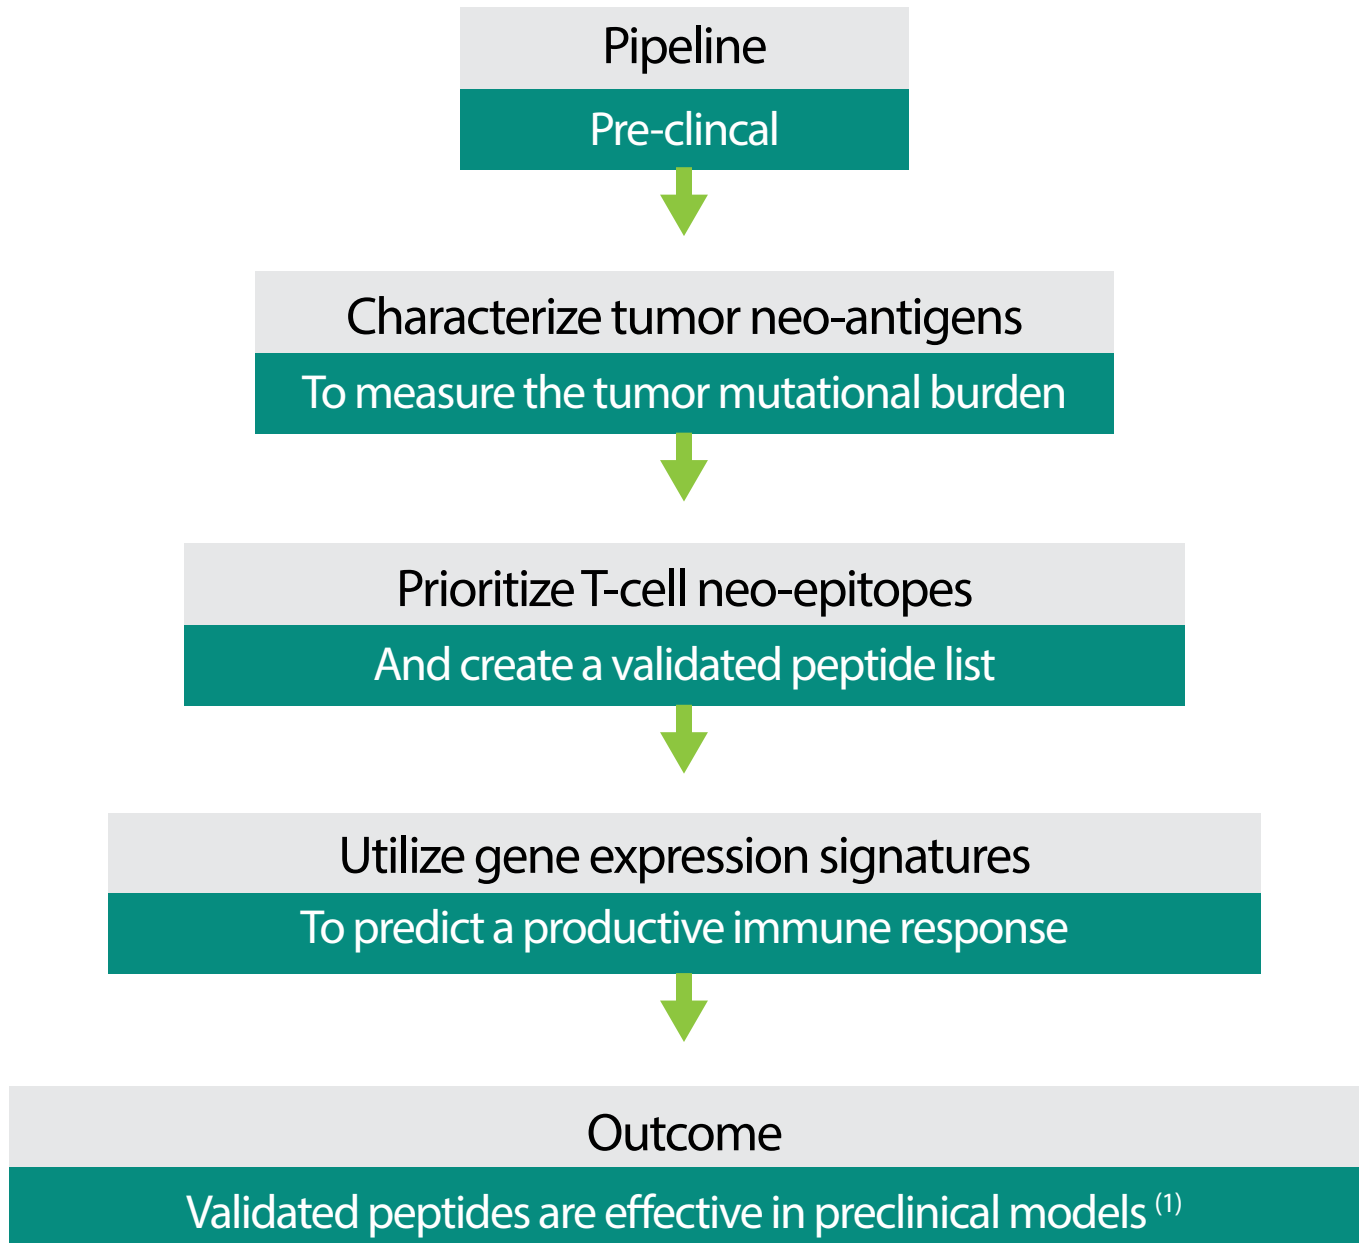 Pipeline
Pre-clincal
Characterize tumor neo-antigens
To measure the tumor mutational burden
Prioritize T-cell neo-epitopes
And create a validated peptide list
Utilize gene expression signatures
To predict a productive immune response
Outcome
Validated peptides are effective in preclinical models (1)